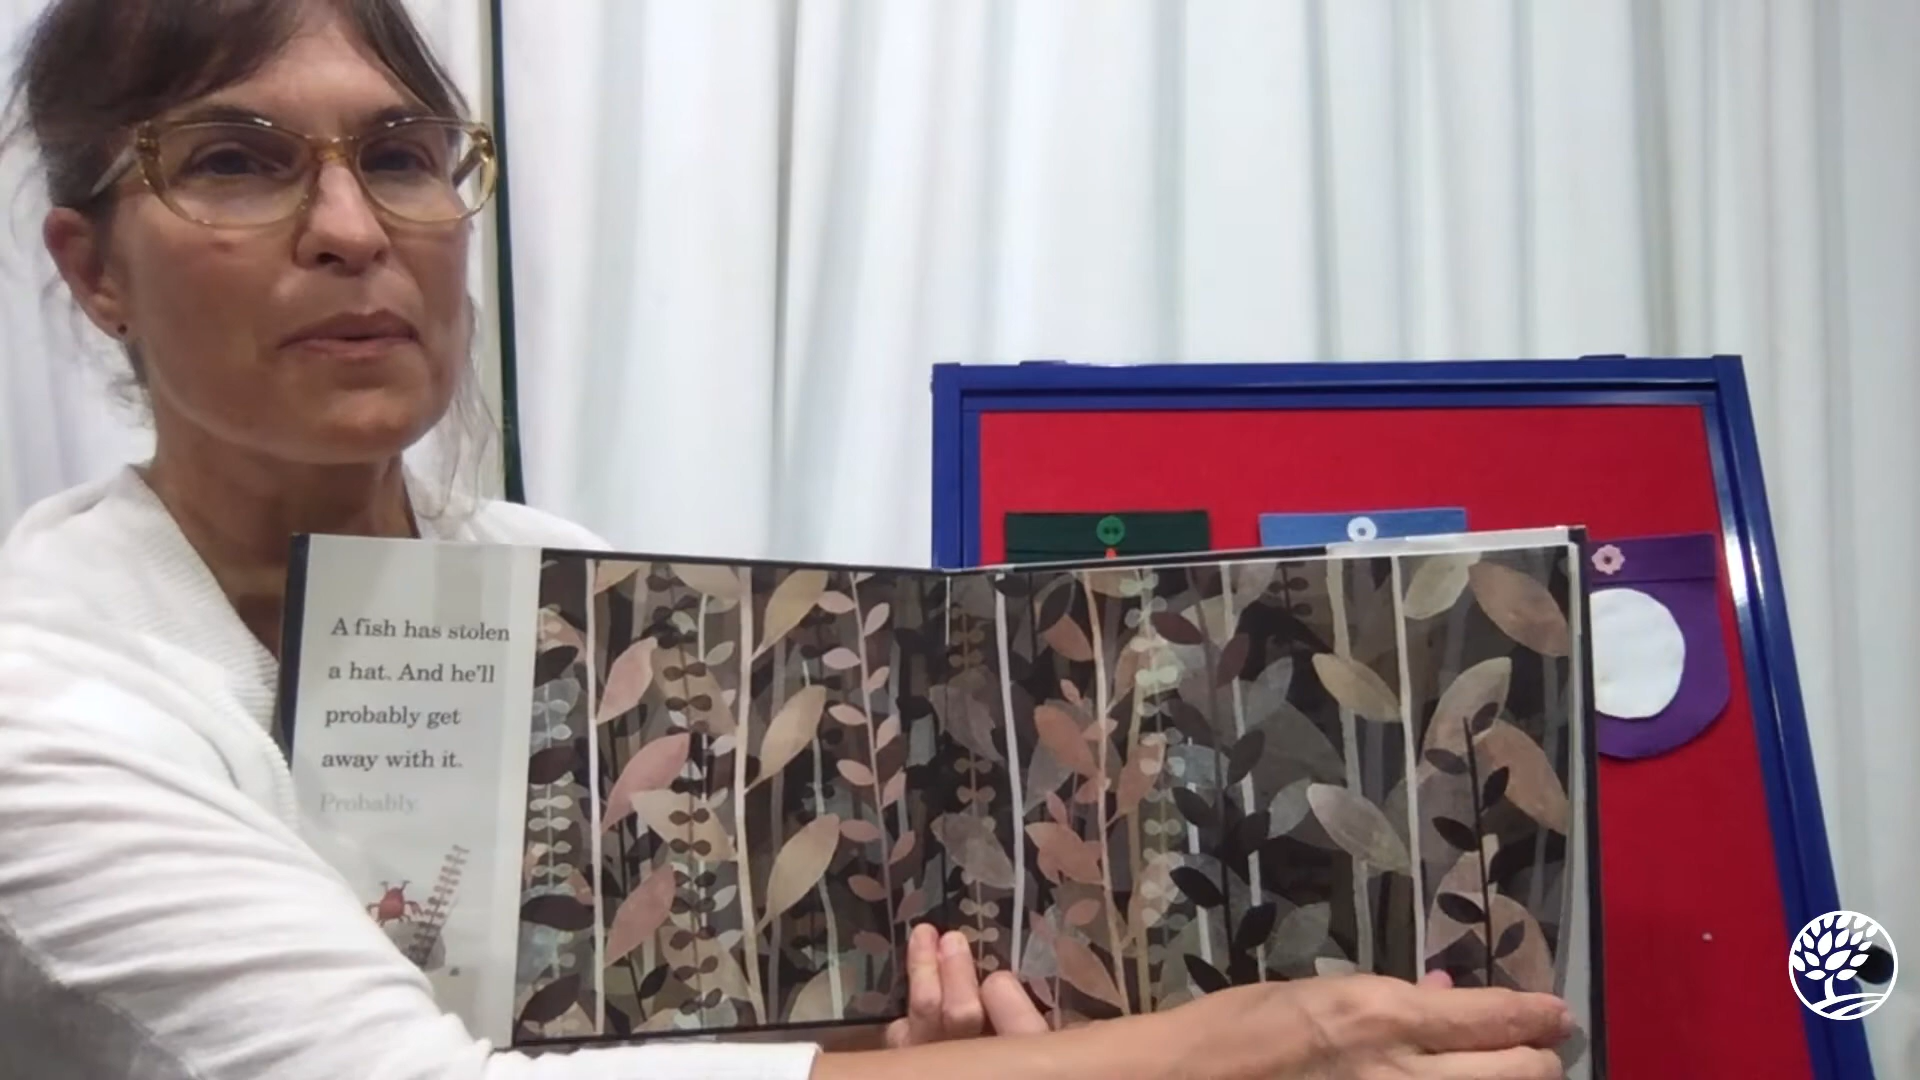 A fish has stolen
a hat. And he'll
probably get
away with it.
Probably.